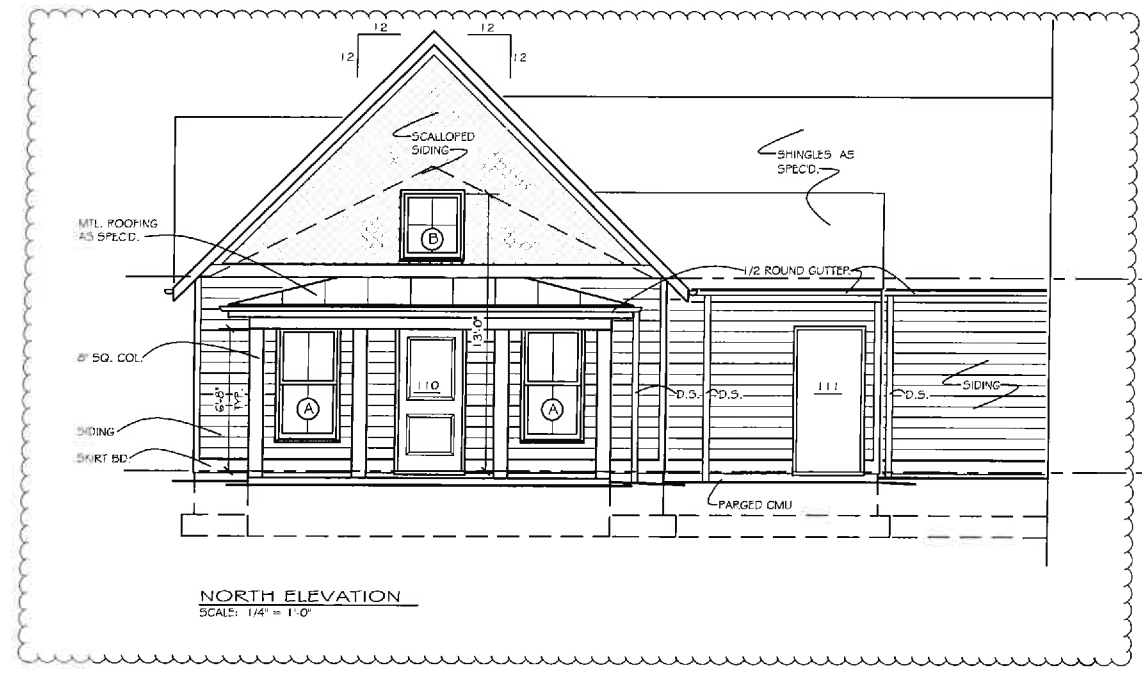 12
12
12
12
SCALLOPED
SIDING
SHINGLES AS
SPEC'D.
MTL. ROOFING
AS SPEC'D.
B
1/2 ROUND GUTTER
13'-0"
8" SQ. COL.
6'-8"
TYP.
110
111
A
A
D.S.
D.S.
D.S.
SIDING
SIDING
SKIRT BD.
PARGED CMU
NORTH ELEVATION
SCALE: 1/4" = 1'-0"